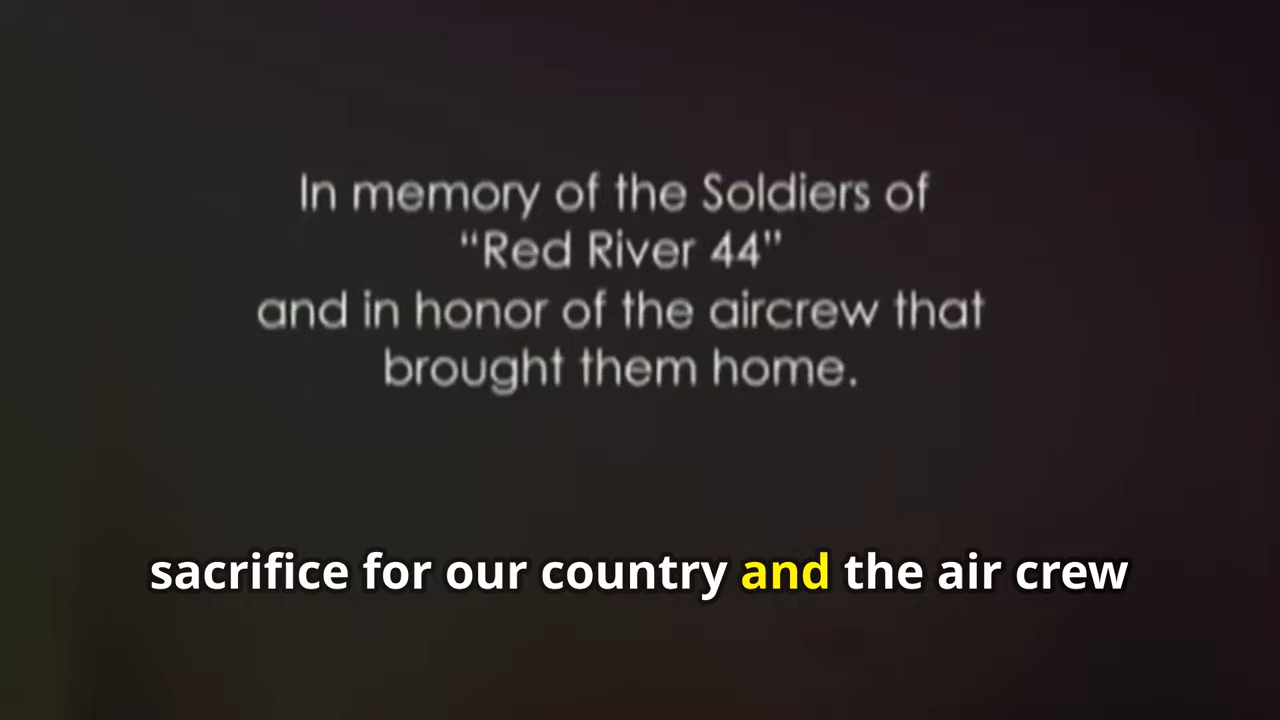 In memory of the Soldiers of
“Red River 44”
and in honor of the aircrew that
brought them home.
sacrifice for our country and the air crew